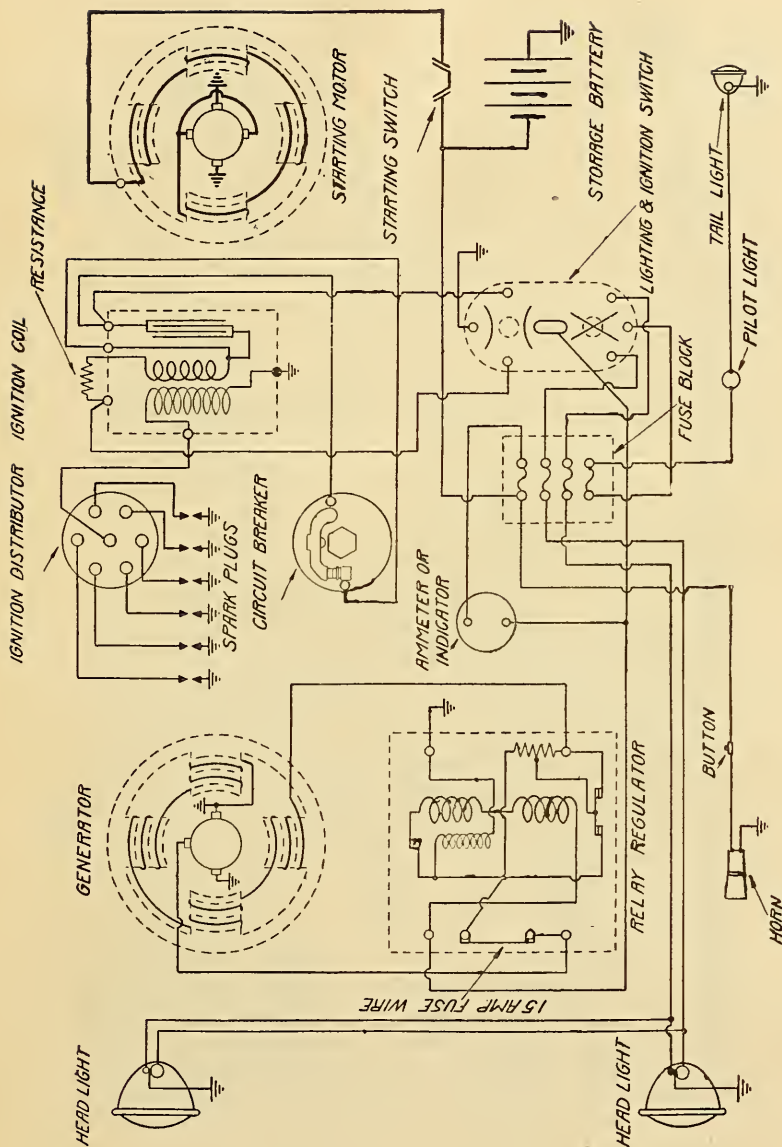 HEAD LIGHT
GENERATOR
IGNITION DISTRIBUTOR
IGNITION COIL
RESISTANCE
STARTING MOTOR
SPARK PLUGS
CIRCUIT BREAKER
STARTING SWITCH
STORAGE BATTERY
AMMETER OR
INDICATOR
LIGHTING & IGNITION SWITCH
FUSE BLOCK
RELAY REGULATOR
15 AMP FUSE WIRE
HEAD LIGHT
HORN
BUTTON
PILOT LIGHT
TAIL LIGHT